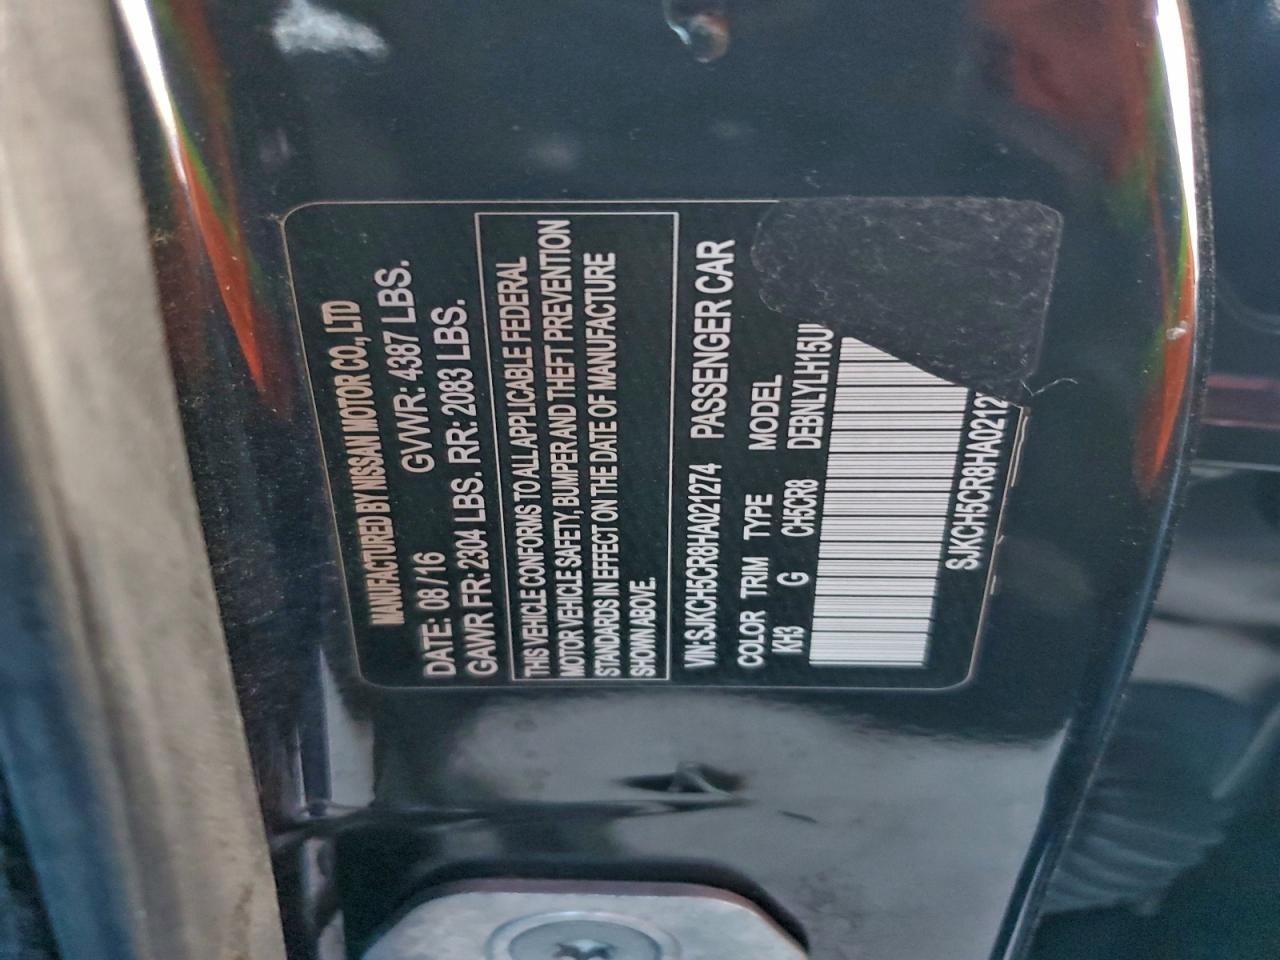 MANUFACTURED BY NISSAN MOTOR CO., LTD
DATE: 08 / 16 GVWR: 4387 LBS.
GAWR FR: 2304 LBS. RR: 2083 LBS.
THIS VEHICLE CONFORMS TO ALL APPLICABLE FEDERAL
MOTOR VEHICLE SAFETY, BUMPER AND THEFT PREVENTION
STANDARDS IN EFFECT ON THE DATE OF MANUFACTURE
SHOWN ABOVE.
VIN:SJKCH5CR8HA021274 PASSENGER CAR
COLOR TRIM TYPE MODEL
KH3 G CH5CR8 DEBNLYLH15U
SJKCH5CR8HA0212